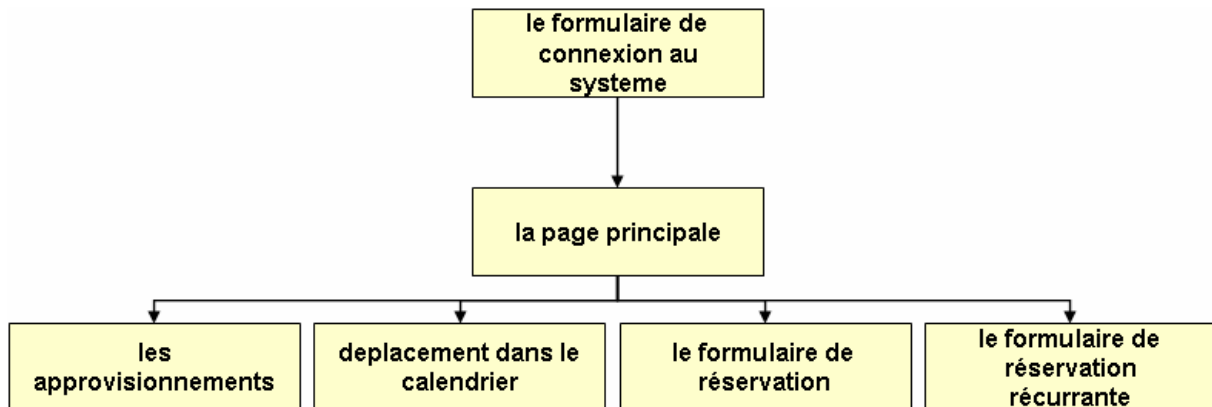 le formulaire de
connexion au
systeme
la page principale
les
approvisionnements
deplacement dans le
calendrier
le formulaire de
réservation
le formulaire de
réservation
récurrante